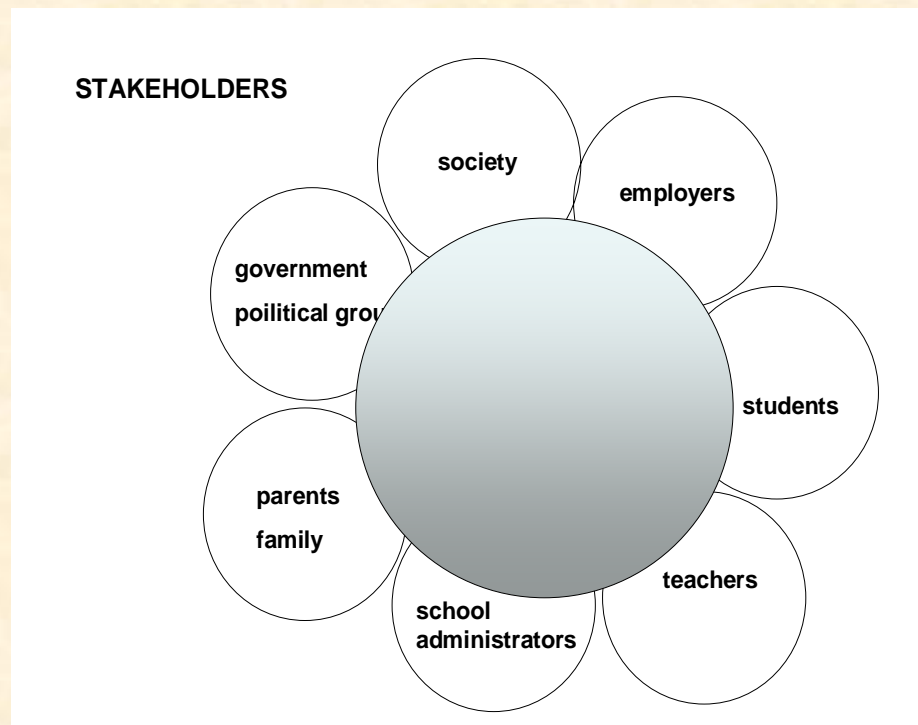 STAKEHOLDERS
society
employers
government
poilitical grou
students
parents
family
teachers
school
administrators